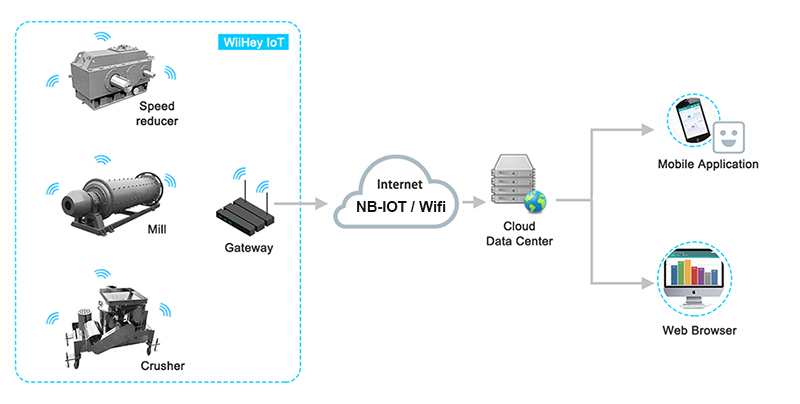 WiiHey IoT
Speed
reducer
Mill
Crusher
Gateway
Internet
NB-IOT / Wifi
Cloud
Data Center
Mobile Application
Web Browser